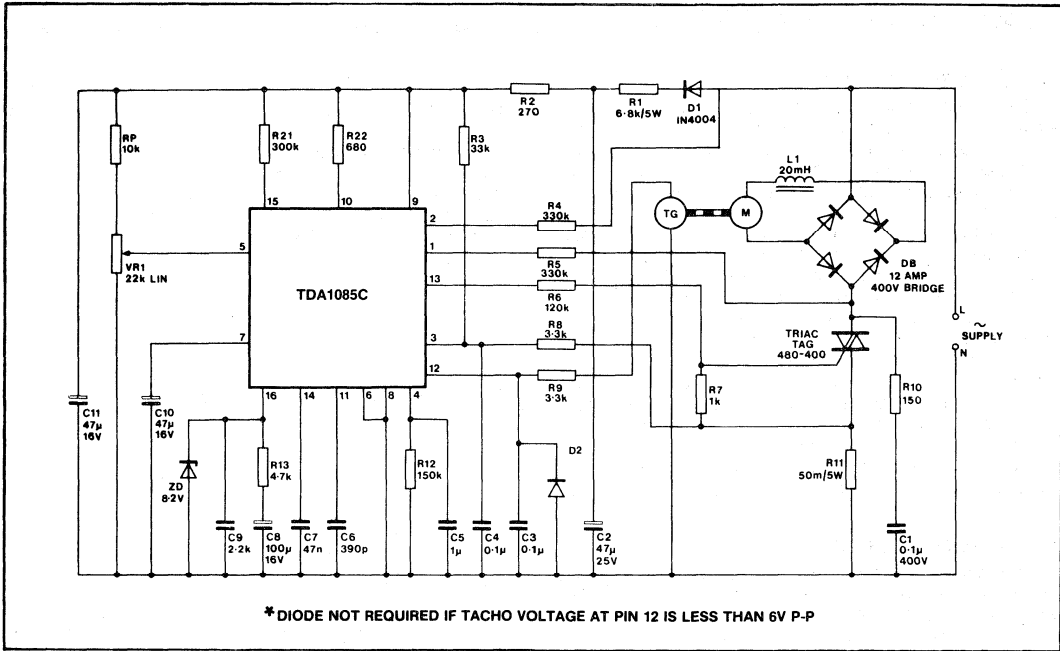 R2
270
R1
6·8k/5W
D1
IN4004
RP
10k
R21
300k
R22
680
R3
33k
L1
20mH
15
10
9
2
R4
330k
TG
M
5
1
R5
330k
VR1
22k LIN
TDA1085C
13
R6
120k
DB
12 AMP
400V BRIDGE
L
~
SUPPLY
N
7
3
R8
3·3k
TRIAC
TAG
480-400
12
R9
3·3k
R7
1k
R10
150
16
14
11
6
8
4
C11
47µ
16V
C10
47µ
16V
ZD
8·2V
R13
4·7k
R12
150k
D2
R11
50m/5W
C9
2·2k
C8
100µ
16V
C7
47n
C6
390p
C5
1µ
C4
0·1µ
C3
0·1µ
C2
47µ
25V
C1
0·1µ
400V
* DIODE NOT REQUIRED IF TACHO VOLTAGE AT PIN 12 IS LESS THAN 6V P-P